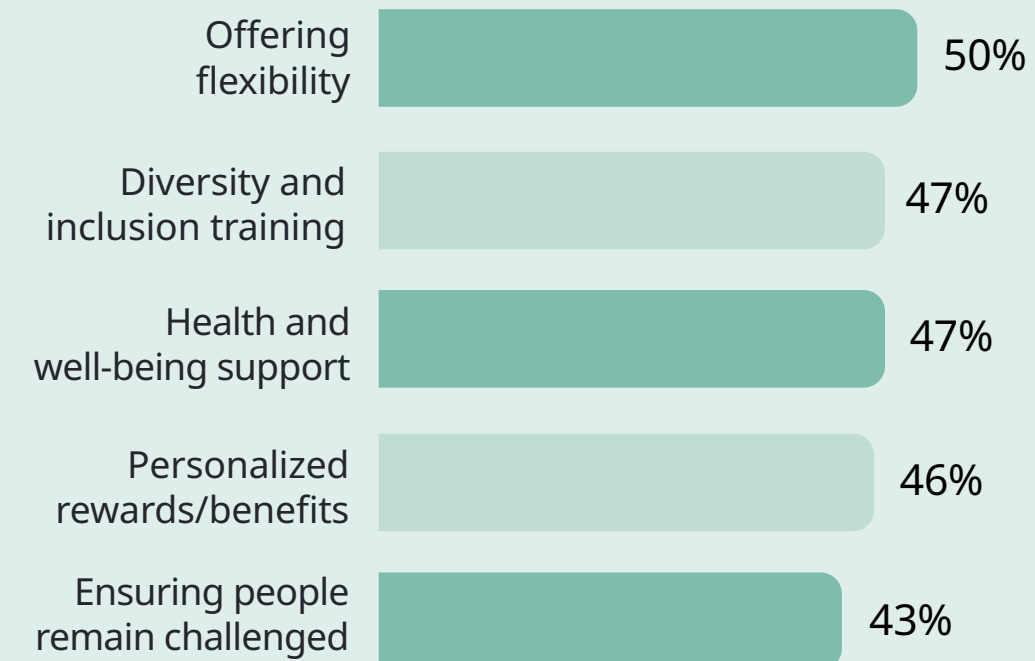 Offering
flexibility
50%
Diversity and
inclusion training
47%
Health and
well-being support
47%
Personalized
rewards/benefits
46%
Ensuring people
remain challenged
43%